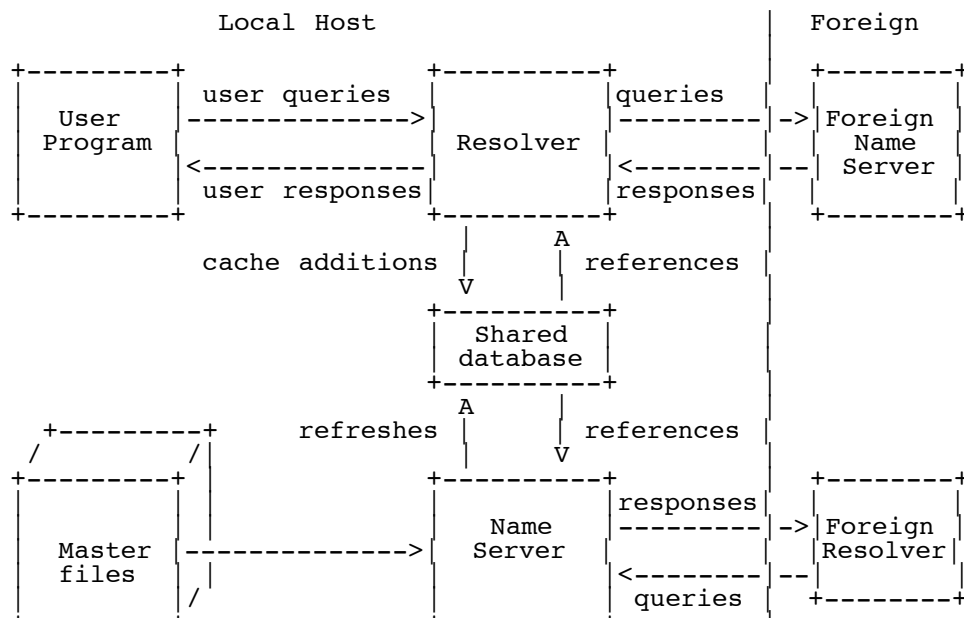 Local Host | Foreign
user queries queries
User Foreign
Program Resolver Name
Server
user responses responses
cache additions references
Shared
database
refreshes references
responses
Name Foreign
Master Server Resolver
files
queries